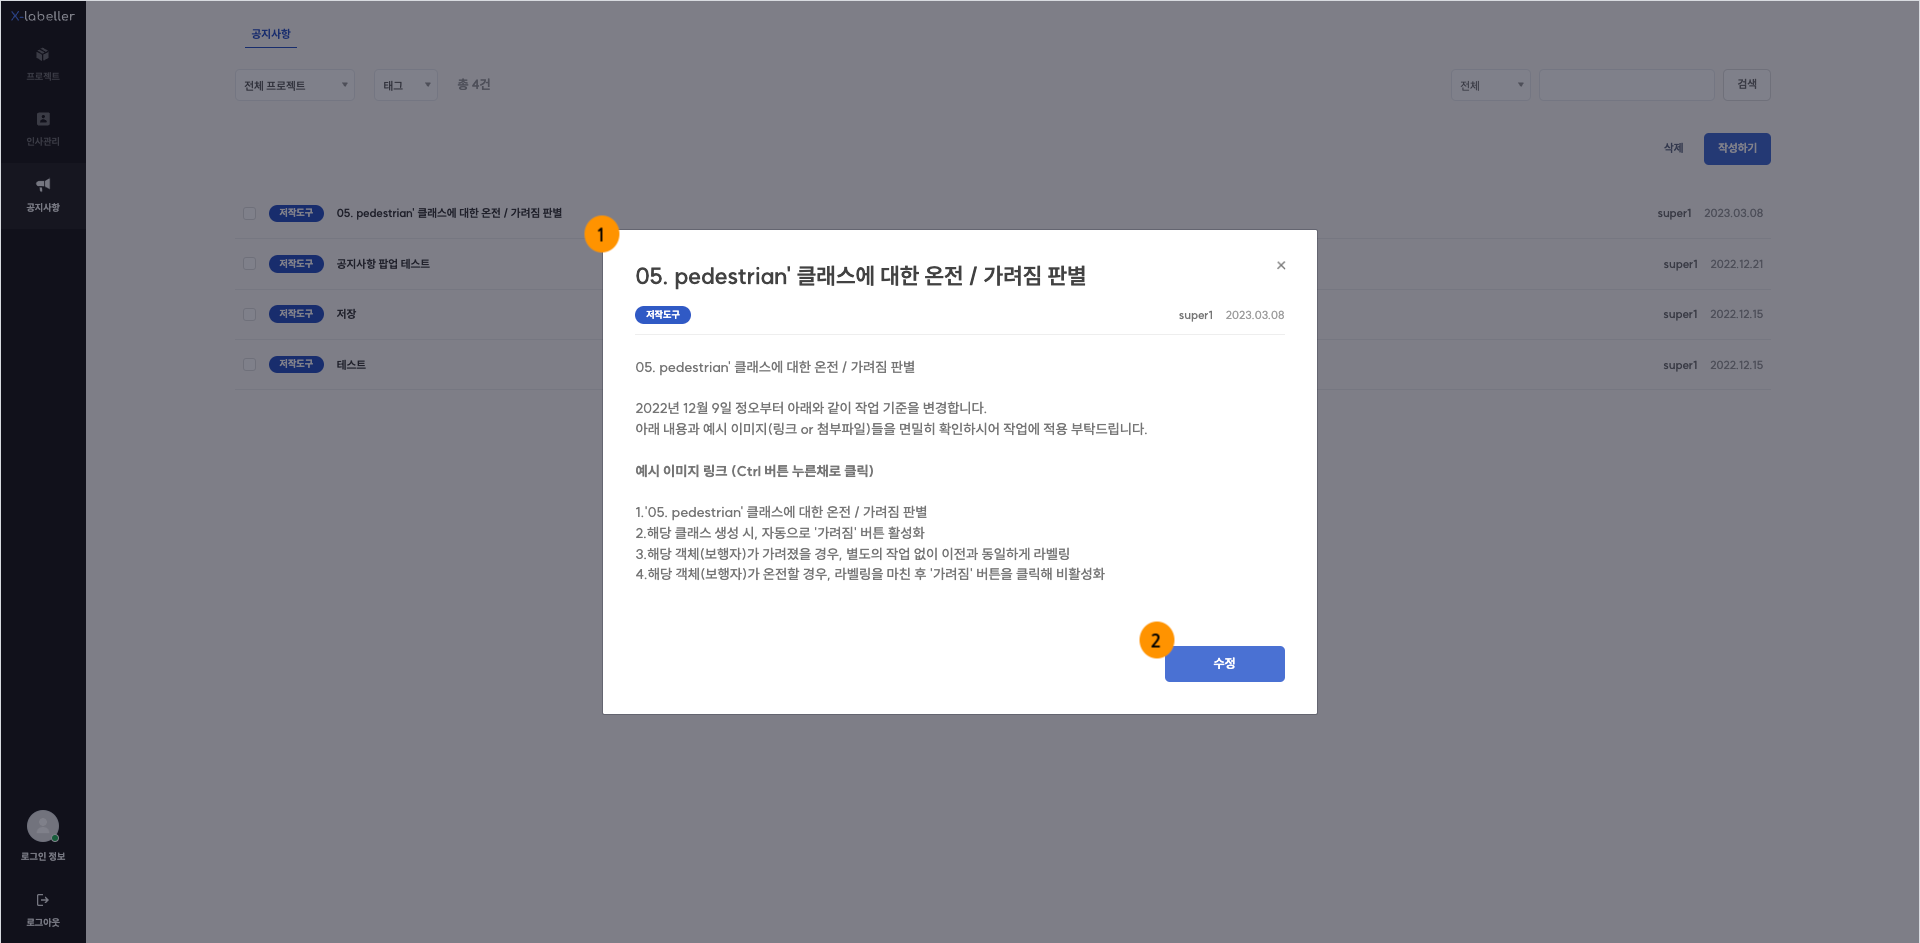 X-labeller
프로젝트
인사관리
공지사항
로그인 정보
로그아웃
공지사항
전체 프로젝트
태그
총 4건
전체
검색
삭제
작성하기
저작도구 05. pedestrian' 클래스에 대한 온전 / 가려짐 판별 super1 2023.03.08
저작도구 공지사항 팝업 테스트 super1 2022.12.21
저작도구 저장 super1 2022.12.15
저작도구 테스트 super1 2022.12.15
1
05. pedestrian' 클래스에 대한 온전 / 가려짐 판별
×
저작도구 super1 2023.03.08
05. pedestrian' 클래스에 대한 온전 / 가려짐 판별
2022년 12월 9일 정오부터 아래와 같이 작업 기준을 변경합니다.
아래 내용과 예시 이미지(링크 or 첨부파일)들을 면밀히 확인하시어 작업에 적용 부탁드립니다.
예시 이미지 링크 (Ctrl 버튼 누른채로 클릭)
1.'05. pedestrian' 클래스에 대한 온전 / 가려짐 판별
2.해당 클래스 생성 시, 자동으로 '가려짐' 버튼 활성화
3.해당 객체(보행자)가 가려졌을 경우, 별도의 작업 없이 이전과 동일하게 라벨링
4.해당 객체(보행자)가 온전할 경우, 라벨링을 마친 후 '가려짐' 버튼을 클릭해 비활성화
2
수정